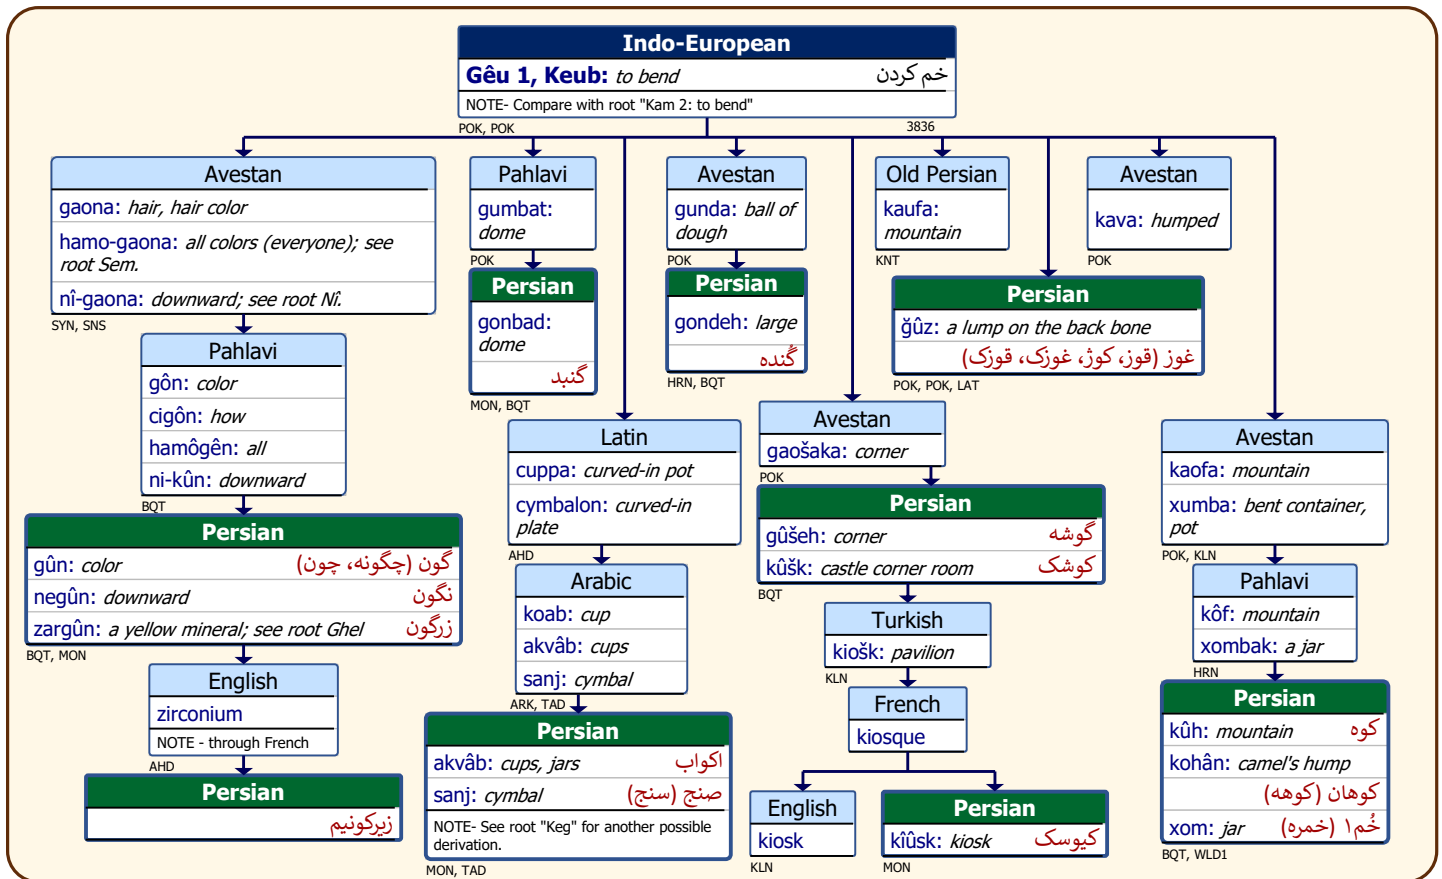 Indo-European
Gêu 1, Keub: to bend خم کردن
NOTE- Compare with root "Kam 2: to bend"
POK, POK 3836
Avestan
gaona: hair, hair color
hamo-gaona: all colors (everyone); see
root Sem.
nî-gaona: downward; see root Nî.
SYN, SNS
Pahlavi
gôn: color
cigôn: how
hamôgên: all
ni-kûn: downward
BQT
Persian
gûn: color گون (چگونه، چون)
negûn: downward نگون
zargûn: a yellow mineral; see root Ghel زرگون
BQT, MON
English
zirconium
NOTE - through French
AHD
Persian
زیرکونیم
Pahlavi
gumbat:
dome
POK
Persian
gonbad:
dome
گنبد
MON, BQT
Latin
cuppa: curved-in pot
cymbalon: curved-in
plate
AHD
Arabic
koab: cup
akvâb: cups
sanj: cymbal
ARK, TAD
Persian
akvâb: cups, jars اکواب
sanj: cymbal صنج (سنج)
NOTE- See root "Keg" for another possible
derivation.
MON, TAD
Avestan
gunda: ball of
dough
POK
Persian
gondeh: large
گُنده
HRN, BQT
Avestan
gaošaka: corner
POK
Persian
gûšeh: corner گوشه
kûšk: castle corner room کوشک
BQT
Turkish
kiošk: pavilion
KLN
French
kiosque
English
kiosk
KLN
Persian
kîûsk: kiosk کیوسک
MON
Old Persian
kaufa:
mountain
KNT
Persian
ğûz: a lump on the back bone
غوز (قوز، کوژ، غوزک، قوزک)
POK, POK, LAT
Avestan
kava: humped
POK
Avestan
kaofa: mountain
xumba: bent container,
pot
POK, KLN
Pahlavi
kôf: mountain
xombak: a jar
HRN
Persian
kûh: mountain کوه
kohân: camel's hump
کوهان (کوهه)
xom: jar خُم۱ (خمره)
BQT, WLD1